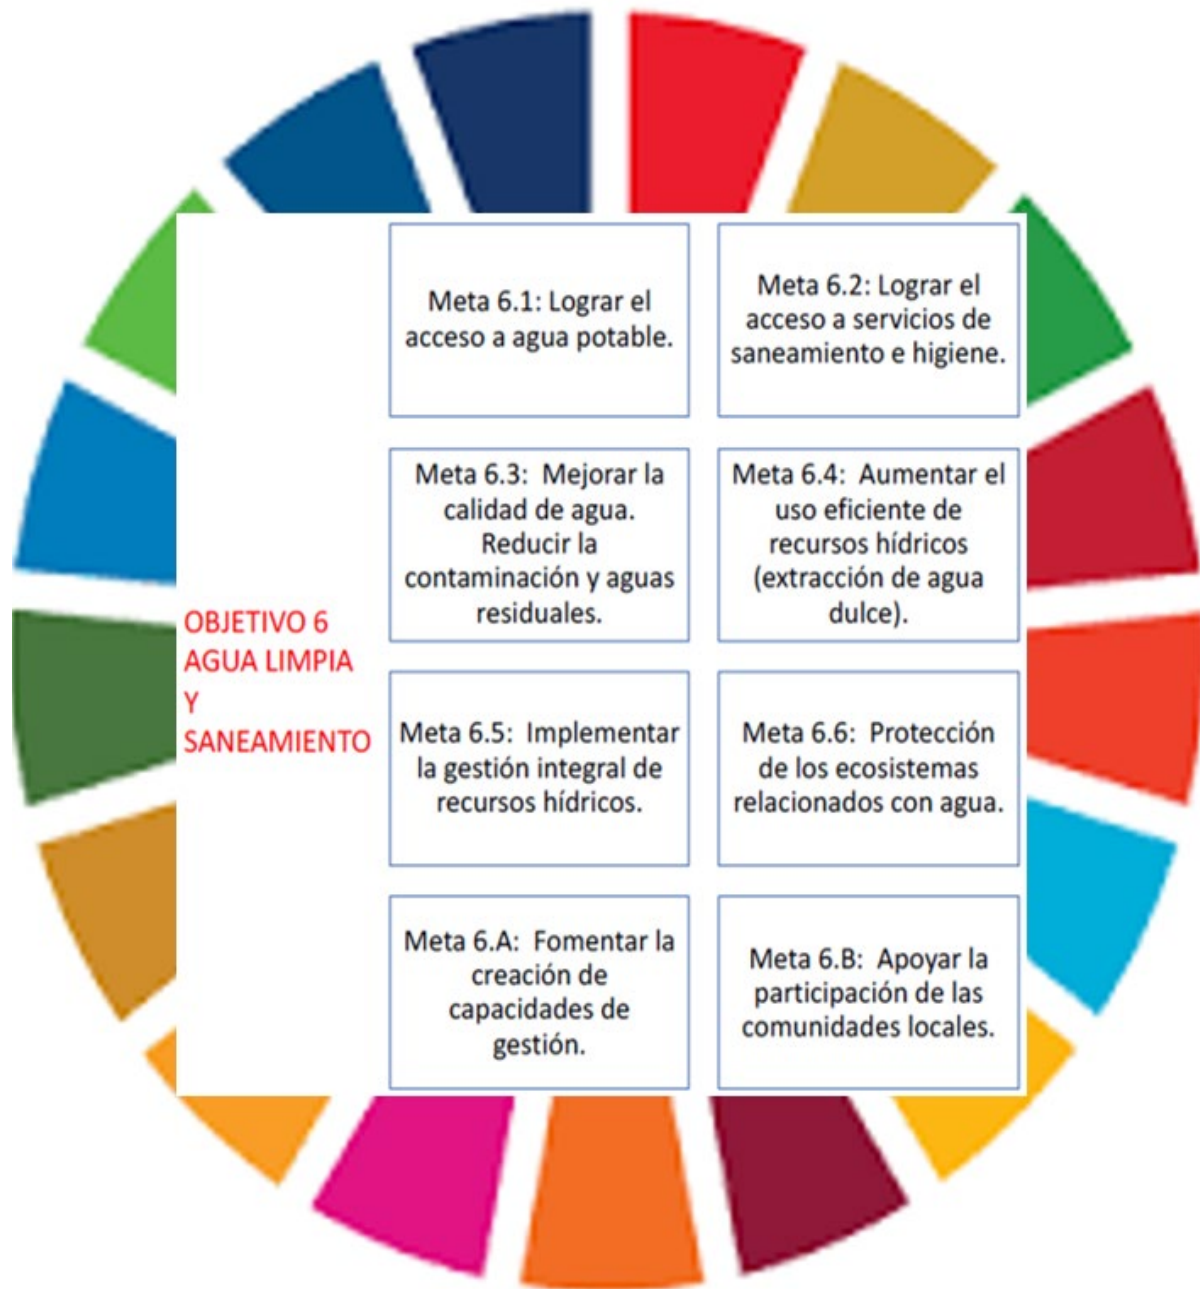 OBJETIVO 6
AGUA LIMPIA
Y
SANEAMIENTO
Meta 6.1: Lograr el
acceso a agua potable.
Meta 6.2: Lograr el
acceso a servicios de
saneamiento e higiene.
Meta 6.3: Mejorar la
calidad de agua.
Reducir la
contaminación y aguas
residuales.
Meta 6.4: Aumentar el
uso eficiente de
recursos hídricos
(extracción de agua
dulce).
Meta 6.5: Implementar
la gestión integral de
recursos hídricos.
Meta 6.6: Protección
de los ecosistemas
relacionados con agua.
Meta 6.A: Fomentar la
creación de
capacidades de
gestión.
Meta 6.B: Apoyar la
participación de las
comunidades locales.